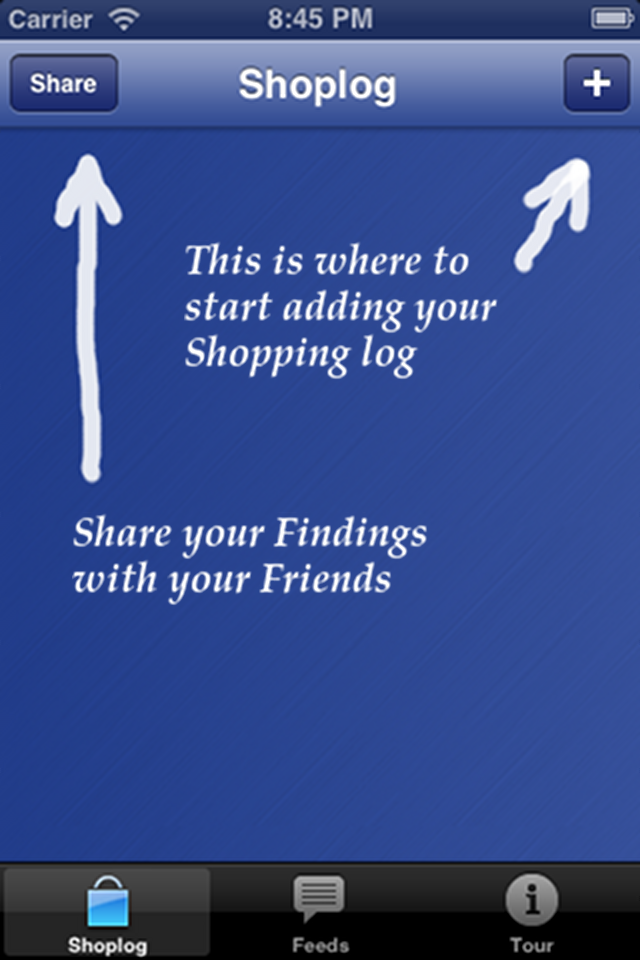 Carrier 8:45 PM
Share Shoplog +
This is where to
start adding your
Shopping log
Share your Findings
with your Friends
Shoplog Feeds Tour